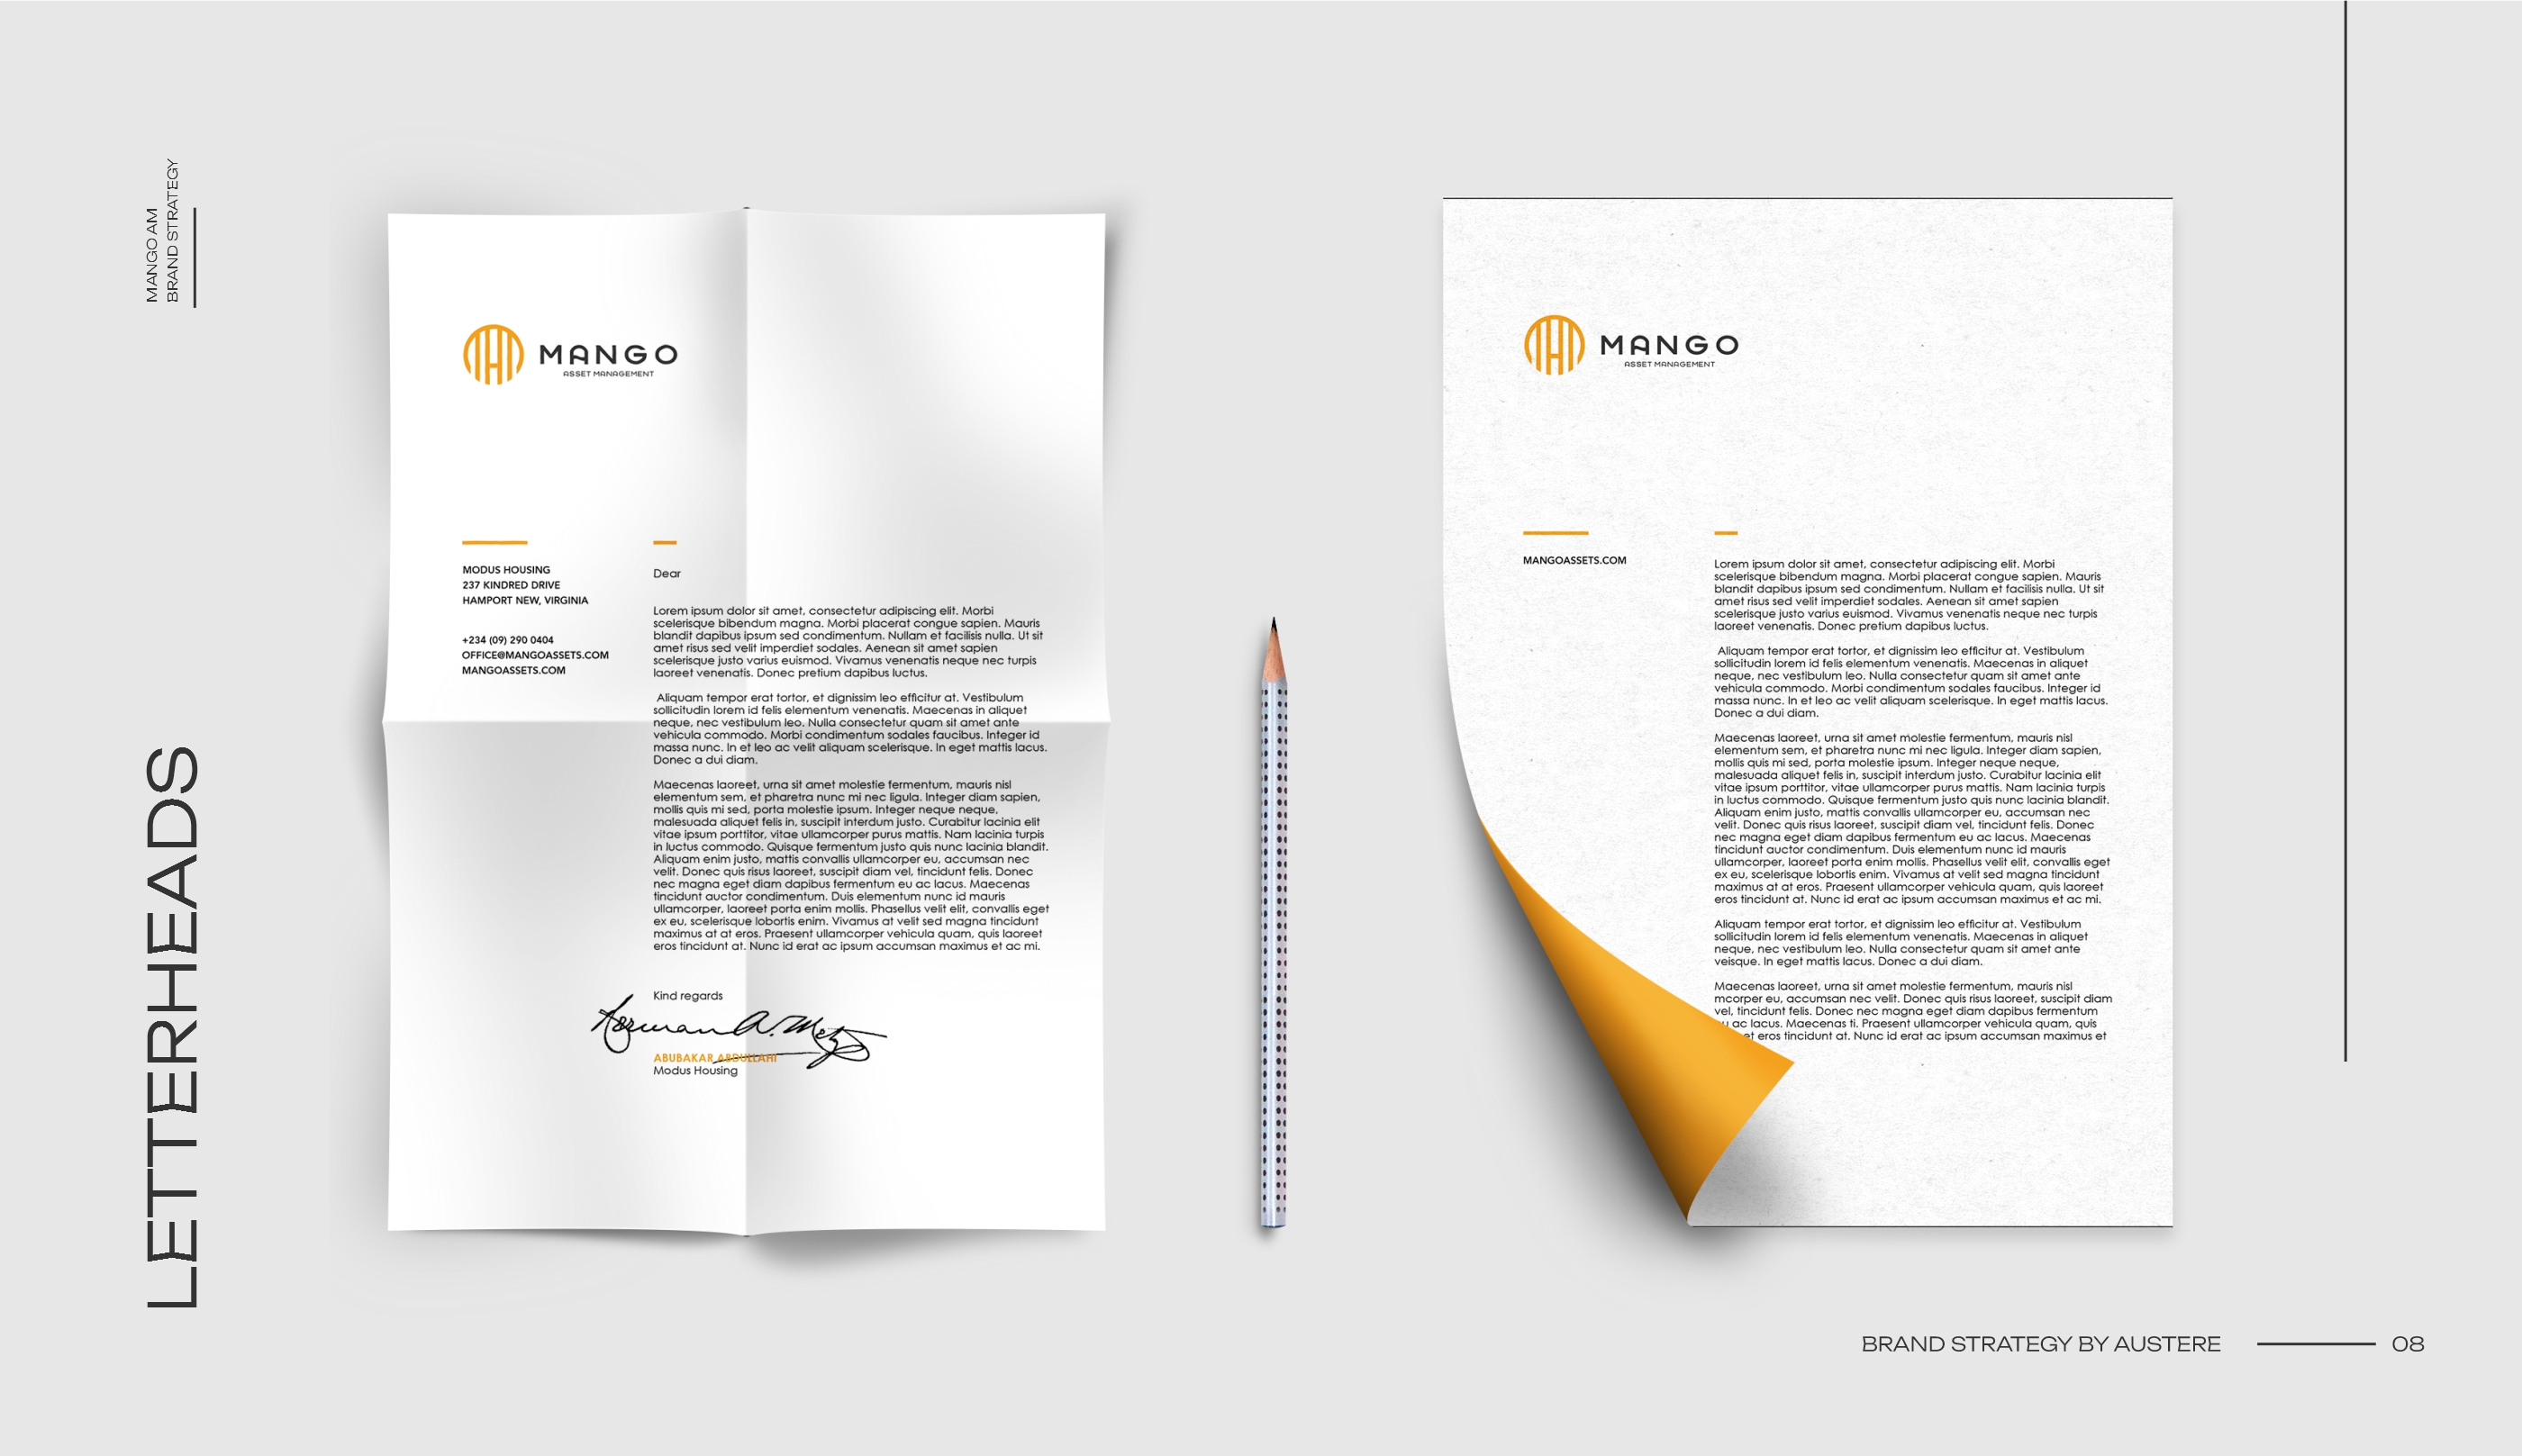 MANGO AM
BRAND STRATEGY
LETTERHEADS
MANGO
ASSET MANAGEMENT
MODUS HOUSING
237 KINDRED DRIVE
HAMPORT NEW, VIRGINIA
+234 (09) 290 0404
OFFICE@MANGOASSETS.COM
MANGOASSETS.COM
Dear
Lorem ipsum dolor sit amet, consectetur adipiscing elit. Morbi
scelerisque bibendum magna. Morbi placerat congue sapien. Mauris
blandit dapibus ipsum sed condimentum. Nullam et facilisis nulla. Ut sit
amet risus sed velit imperdiet sodales. Aenean sit amet sapien
scelerisque justo varius euismod. Vivamus venenatis neque nec turpis
laoreet venenatis. Donec pretium dapibus luctus.
Aliquam tempor erat tortor, et dignissim leo efficitur at. Vestibulum
sollicitudin lorem id felis elementum venenatis. Maecenas in aliquet
neque, nec vestibulum leo. Nulla consectetur quam sit amet ante
vehicula commodo. Morbi condimentum sodales faucibus. Integer id
massa nunc. In et leo ac velit aliquam scelerisque. In eget mattis lacus.
Donec a dui diam.
Maecenas laoreet, urna sit amet molestie fermentum, mauris nisl
elementum sem, et pharetra nunc mi nec ligula. Integer diam sapien,
mollis quis mi sed, porta molestie ipsum. Integer neque neque,
malesuada aliquet felis in, suscipit interdum justo. Curabitur lacinia elit
vitae ipsum porttitor, vitae ullamcorper purus mattis. Nam lacinia turpis
in luctus commodo. Quisque fermentum justo quis nunc lacinia blandit.
Aliquam enim justo, mattis convallis ullamcorper eu, accumsan nec
velit. Donec quis risus laoreet, suscipit diam vel, tincidunt felis. Donec
nec magna eget diam dapibus fermentum eu ac lacus. Maecenas
tincidunt auctor condimentum. Duis elementum nunc id mauris
ullamcorper, laoreet porta enim mollis. Phasellus velit elit, convallis eget
ex eu, scelerisque lobortis enim. Vivamus at velit sed magna tincidunt
maximus at at eros. Praesent ullamcorper vehicula quam, quis laoreet
eros tincidunt at. Nunc id erat ac ipsum accumsan maximus et ac mi.
Kind regards
ABUBAKAR ABDULLAHI
Modus Housing
MANGO
ASSET MANAGEMENT
MANGOASSETS.COM
Lorem ipsum dolor sit amet, consectetur adipiscing elit. Morbi
scelerisque bibendum magna. Morbi placerat congue sapien. Mauris
blandit dapibus ipsum sed condimentum. Nullam et facilisis nulla. Ut sit
amet risus sed velit imperdiet sodales. Aenean sit amet sapien
scelerisque justo varius euismod. Vivamus venenatis neque nec turpis
laoreet venenatis. Donec pretium dapibus luctus.
Aliquam tempor erat tortor, et dignissim leo efficitur at. Vestibulum
sollicitudin lorem id felis elementum venenatis. Maecenas in aliquet
neque, nec vestibulum leo. Nulla consectetur quam sit amet ante
vehicula commodo. Morbi condimentum sodales faucibus. Integer id
massa nunc. In et leo ac velit aliquam scelerisque. In eget mattis lacus.
Donec a dui diam.
Maecenas laoreet, urna sit amet molestie fermentum, mauris nisl
elementum sem, et pharetra nunc mi nec ligula. Integer diam sapien,
mollis quis mi sed, porta molestie ipsum. Integer neque neque,
malesuada aliquet felis in, suscipit interdum justo. Curabitur lacinia elit
vitae ipsum porttitor, vitae ullamcorper purus mattis. Nam lacinia turpis
in luctus commodo. Quisque fermentum justo quis nunc lacinia blandit.
Aliquam enim justo, mattis convallis ullamcorper eu, accumsan nec
velit. Donec quis risus laoreet, suscipit diam vel, tincidunt felis. Donec
nec magna eget diam dapibus fermentum eu ac lacus. Maecenas
tincidunt auctor condimentum. Duis elementum nunc id mauris
ullamcorper, laoreet porta enim mollis. Phasellus velit elit, convallis eget
ex eu, scelerisque lobortis enim. Vivamus at velit sed magna tincidunt
maximus at at eros. Praesent ullamcorper vehicula quam, quis laoreet
eros tincidunt at. Nunc id erat ac ipsum accumsan maximus et ac mi.
Aliquam tempor erat tortor, et dignissim leo efficitur at. Vestibulum
sollicitudin lorem id felis elementum venenatis. Maecenas in aliquet
neque, nec vestibulum leo. Nulla consectetur quam sit amet ante
veisque. In eget mattis lacus. Donec a dui diam.
Maecenas laoreet, urna sit amet molestie fermentum, mauris nisl
mcorper eu, accumsan nec velit. Donec quis risus laoreet, suscipit diam
vel, tincidunt felis. Donec nec magna eget diam dapibus fermentum
ac lacus. Maecenas ti. Praesent ullamcorper vehicula quam, quis
eros tincidunt at. Nunc id erat ac ipsum accumsan maximus et
BRAND STRATEGY BY AUSTERE
08